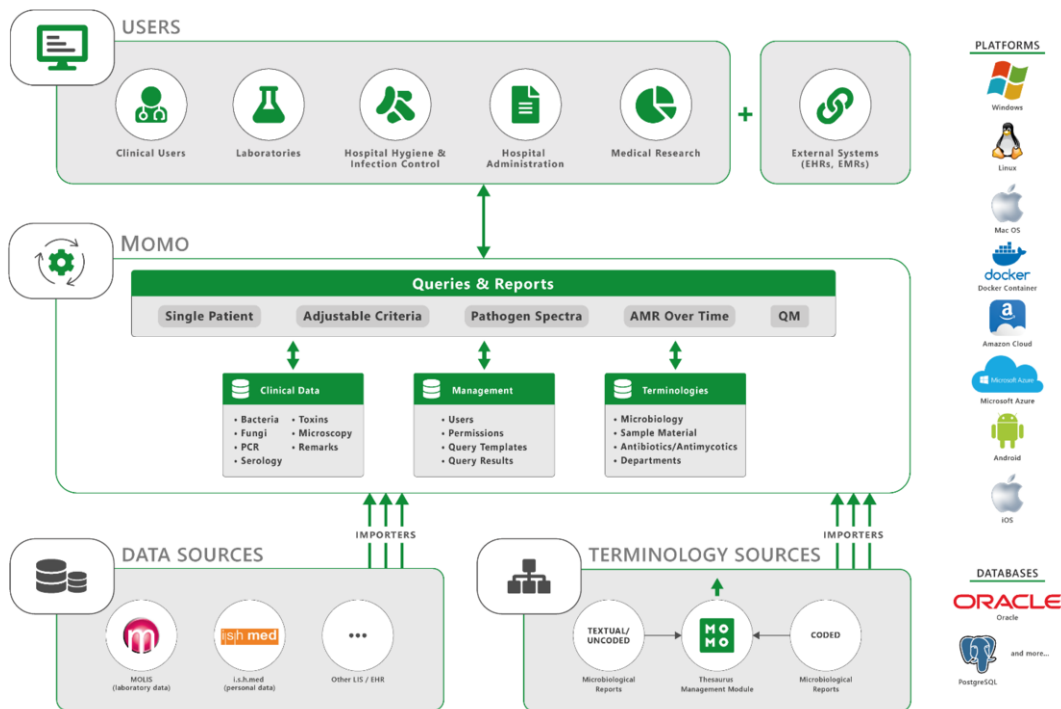 USERS
Clinical Users
Laboratories
Hospital Hygiene &
Infection Control
Hospital
Administration
Medical Research
+
External Systems
(EHRs, EMRs)
MOMO
Queries & Reports
Single Patient
Adjustable Criteria
Pathogen Spectra
AMR Over Time
QM
Clinical Data
• Bacteria
• Fungi
• PCR
• Serology
• Toxins
• Microscopy
• Remarks
Management
• Users
• Permissions
• Query Templates
• Query Results
Terminologies
• Microbiology
• Sample Material
• Antibiotics/Antimycotics
• Departments
IMPORTERS
IMPORTERS
DATA SOURCES
m
MOLIS
(laboratory data)
i|s|h med
i.s.h.med
(personal data)
•••
Other LIS / EHR
TERMINOLOGY SOURCES
TEXTUAL/
UNCODED
Microbiological
Reports
MO
MO
Thesaurus
Management Module
CODED
Microbiological
Reports
PLATFORMS
Windows
Linux
Mac OS
docker
Docker Container
a
Amazon Cloud
Microsoft Azure
Microsoft Azure
Android
iOS
DATABASES
ORACLE
Oracle
and more...
PostgreSQL